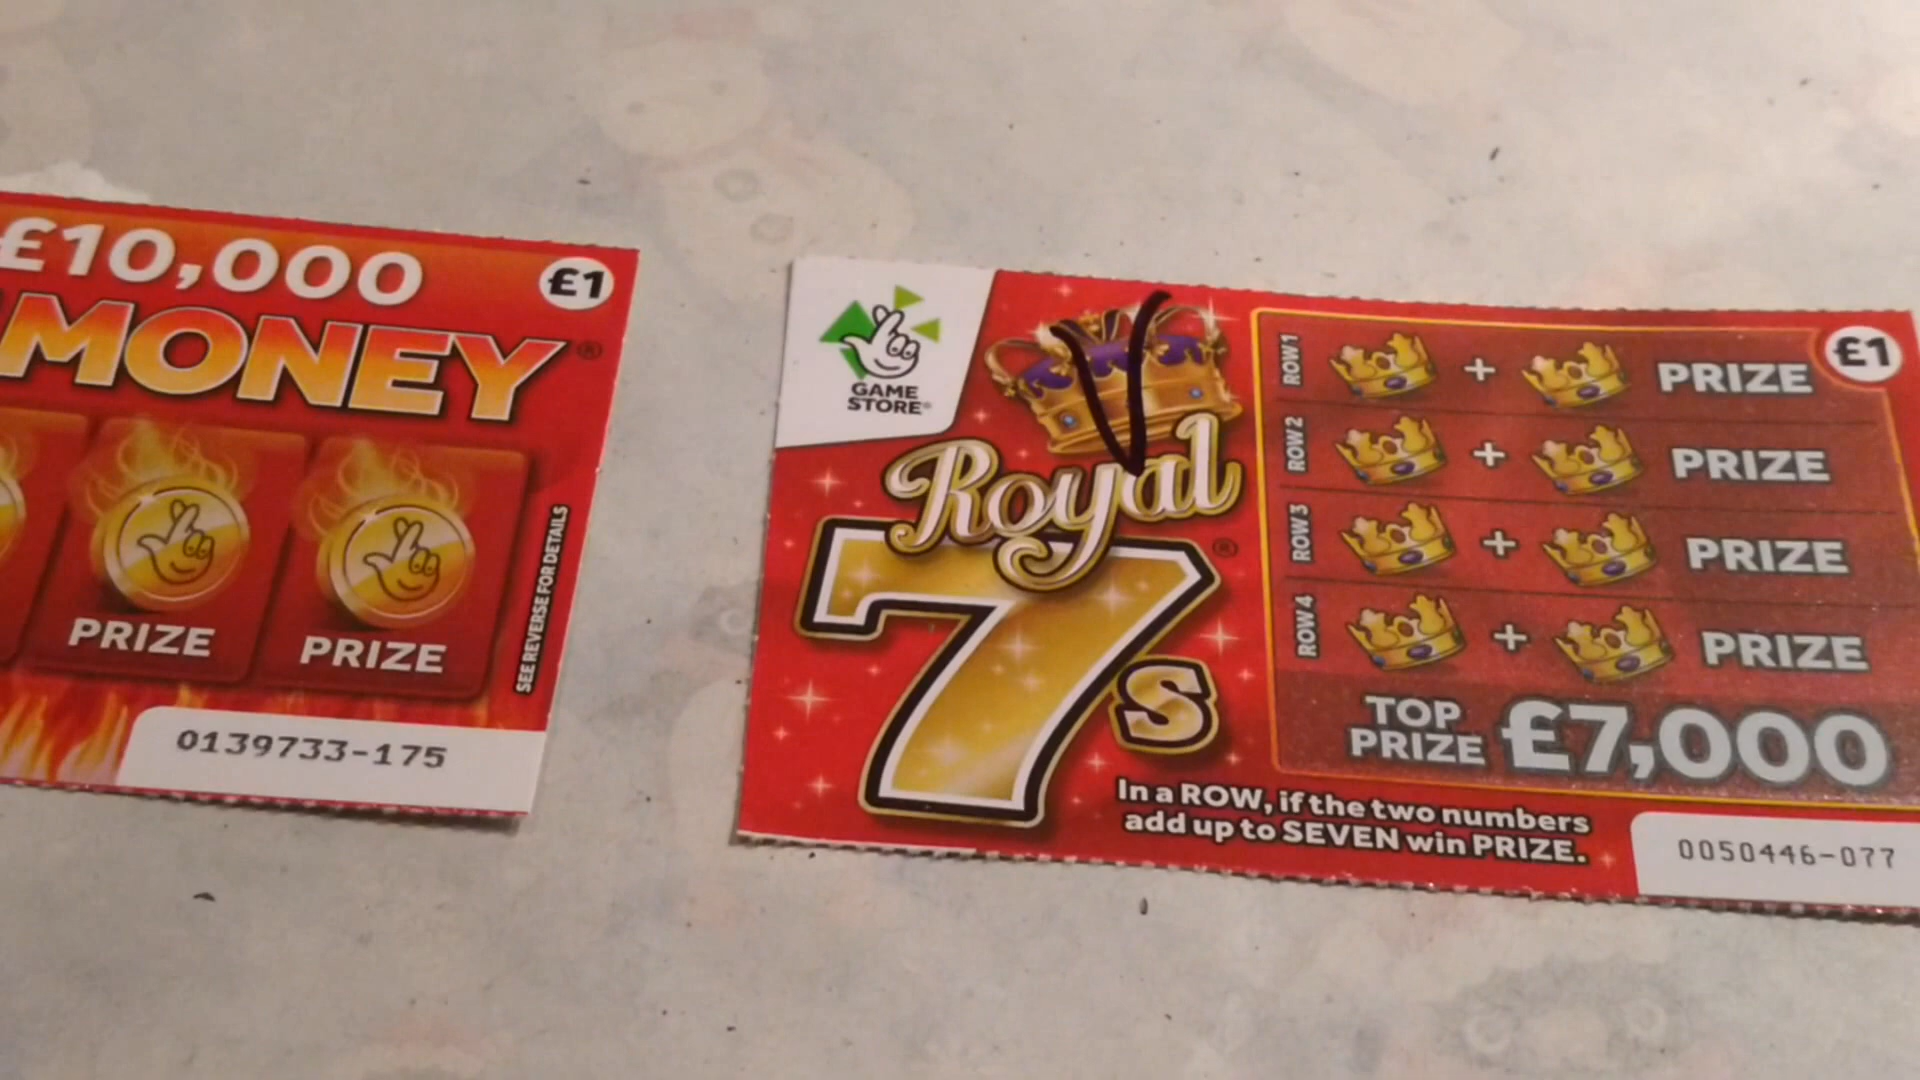 £10,000
£1
MONEY®
PRIZE
PRIZE
SEE REVERSE FOR DETAILS
0139733-175
GAME
STORE®
V
Royal
7s®
£1
ROW 1
+
PRIZE
ROW 2
+
PRIZE
ROW 3
+
PRIZE
ROW 4
+
PRIZE
TOP
PRIZE £7,000
In a ROW, if the two numbers
add up to SEVEN win PRIZE.
0050446-077